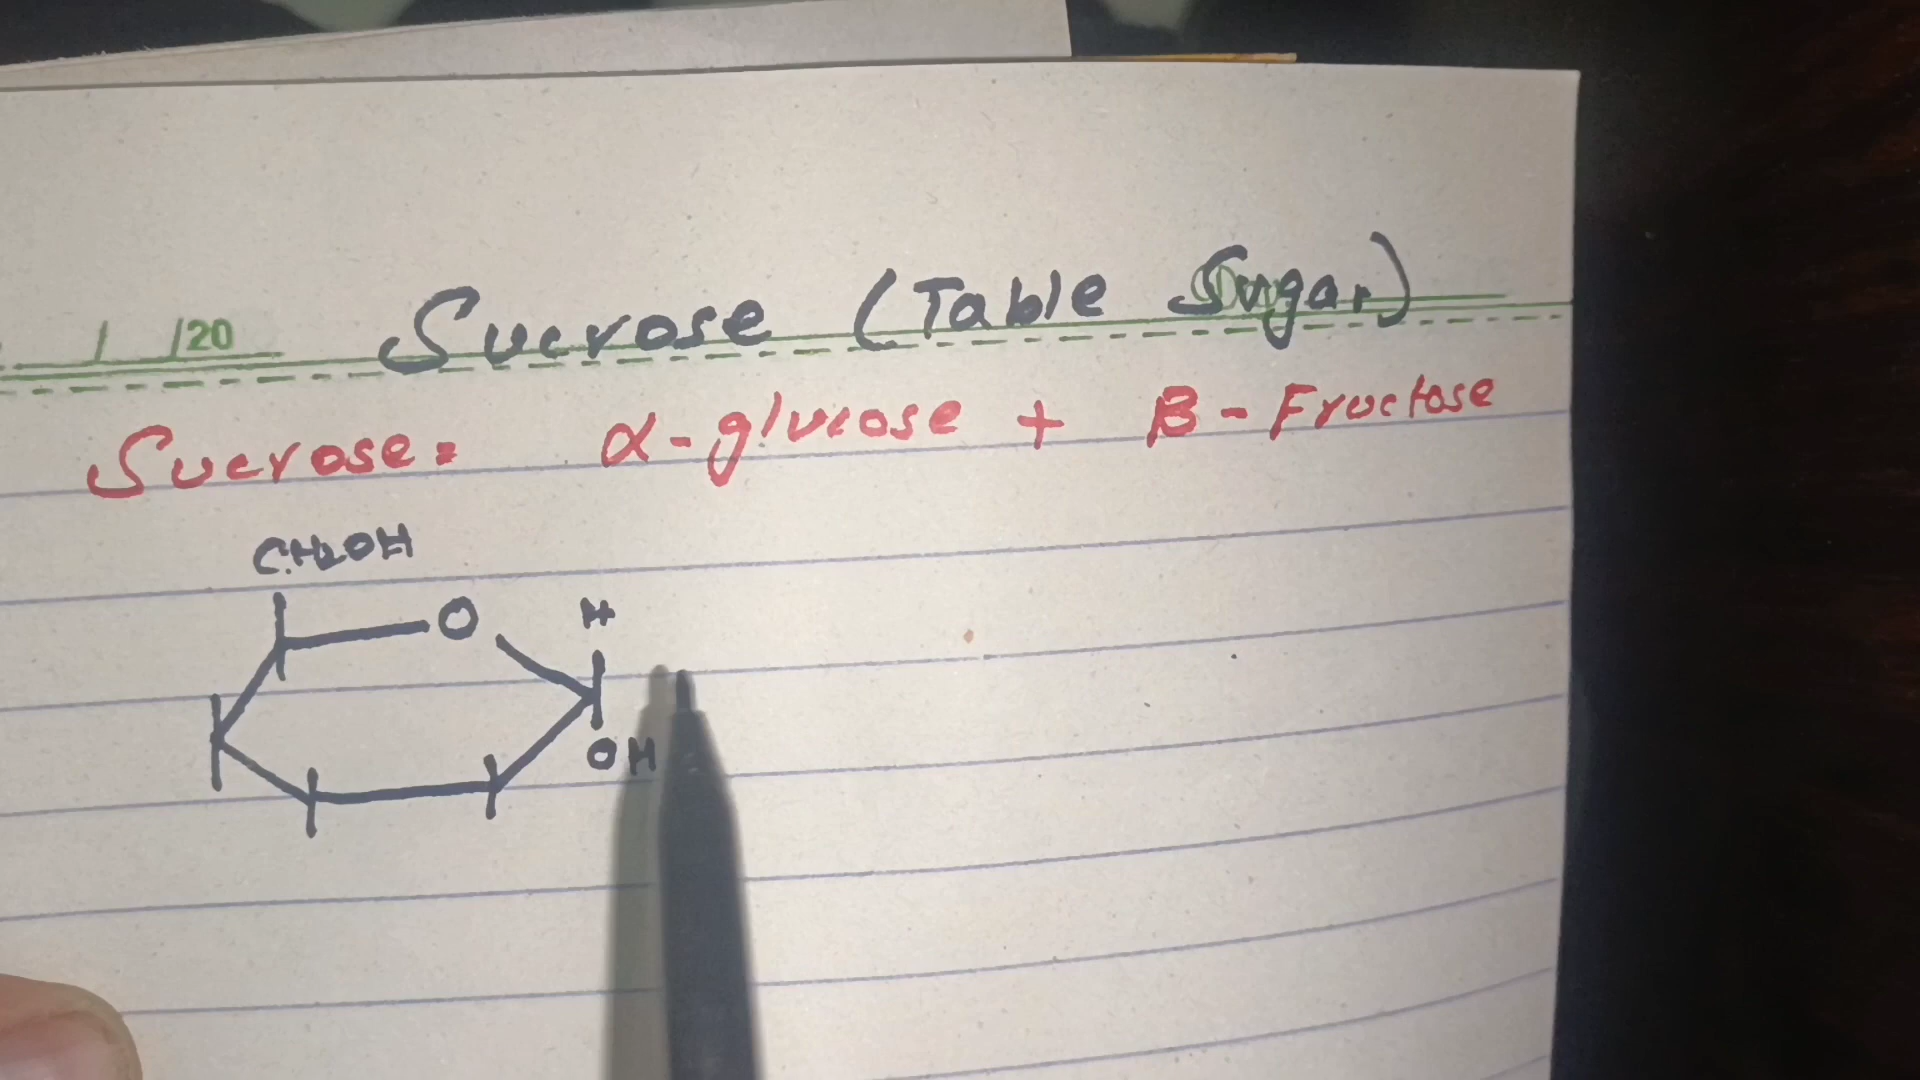 / /20
Sucrose (Table Sugar)
Sucrose = α-glucose + β-Fructose
CH2OH
O
H
OH